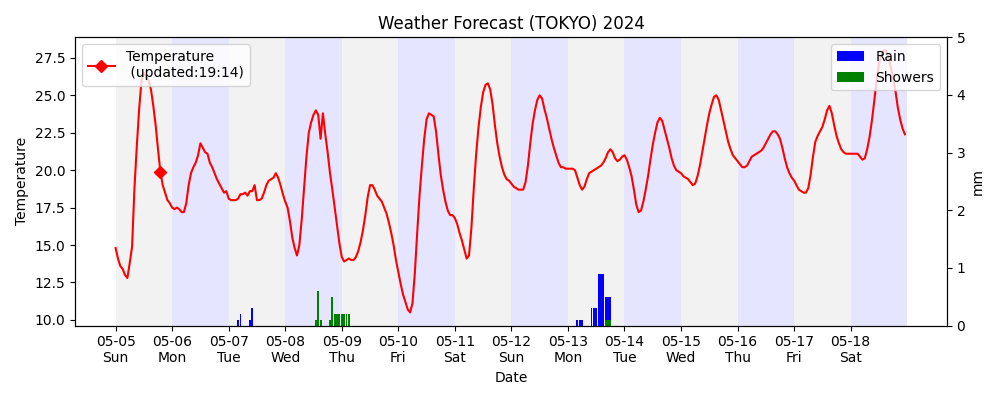 Weather Forecast (TOKYO) 2024
Temperature
(updated:19:14)
Rain
Showers
Temperature
27.5
25.0
22.5
20.0
17.5
15.0
12.5
10.0
5
4
3
2
1
0
mm
05-05 05-06 05-07 05-08 05-09 05-10 05-11 05-12 05-13 05-14 05-15 05-16 05-17 05-18
Sun Mon Tue Wed Thu Fri Sat Sun Mon Tue Wed Thu Fri Sat
Date